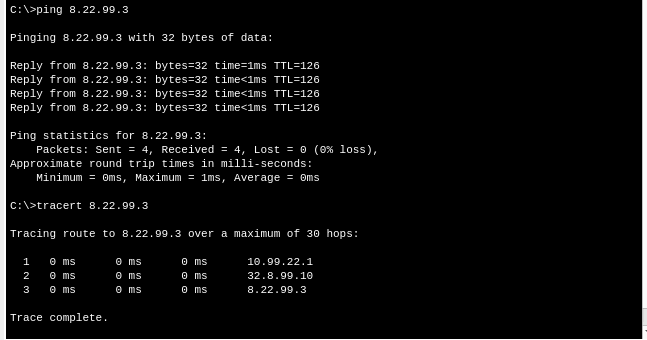 C:\>ping 8.22.99.3
Pinging 8.22.99.3 with 32 bytes of data:
Reply from 8.22.99.3: bytes=32 time=1ms TTL=126
Reply from 8.22.99.3: bytes=32 time<1ms TTL=126
Reply from 8.22.99.3: bytes=32 time<1ms TTL=126
Reply from 8.22.99.3: bytes=32 time<1ms TTL=126
Ping statistics for 8.22.99.3:
    Packets: Sent = 4, Received = 4, Lost = 0 (0% loss),
Approximate round trip times in milli-seconds:
    Minimum = 0ms, Maximum = 1ms, Average = 0ms
C:\>tracert 8.22.99.3
Tracing route to 8.22.99.3 over a maximum of 30 hops:
  1   0 ms      0 ms      0 ms      10.99.22.1
  2   0 ms      0 ms      0 ms      32.8.99.10
  3   0 ms      0 ms      0 ms      8.22.99.3
Trace complete.